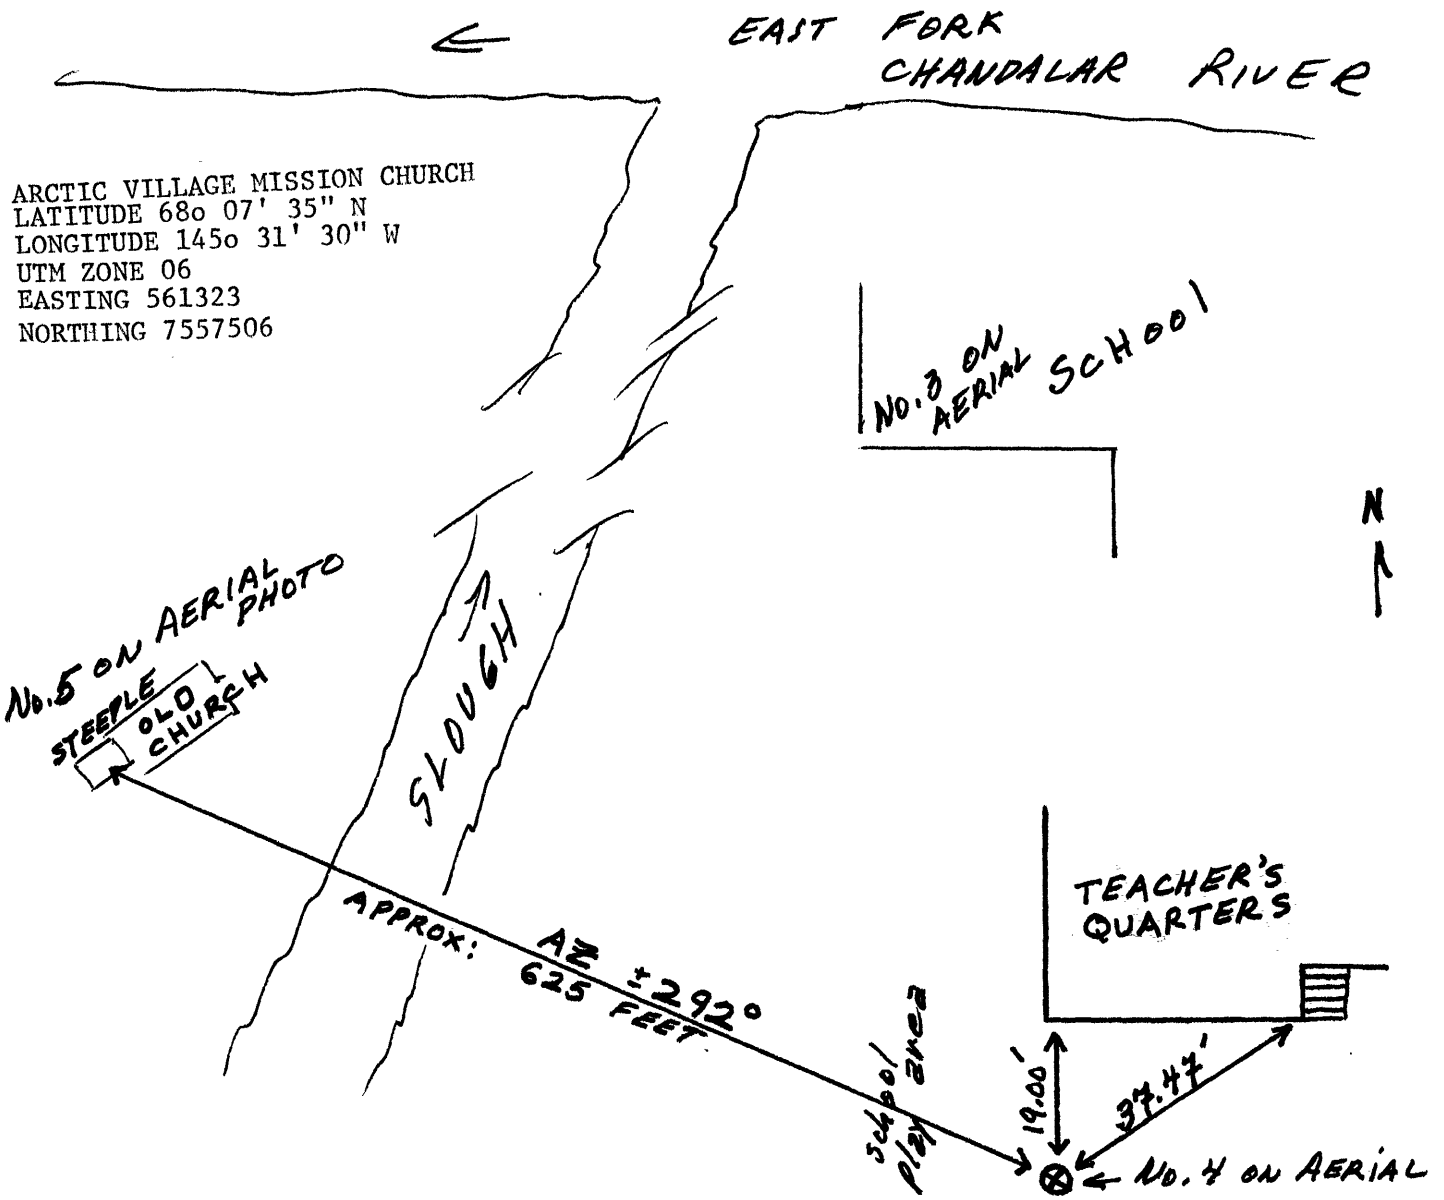 EAST FORK
CHANDALAR RIVER
ARCTIC VILLAGE MISSION CHURCH
LATITUDE 68o 07' 35" N
LONGITUDE 145o 31' 30" W
UTM ZONE 06
EASTING 561323
NORTHING 7557506
No.3 ON
AERIAL
SCHOOL
N
No.5 ON AERIAL
PHOTO
STEEPLE
OLD
CHURCH
SLOUGH
TEACHER'S
QUARTERS
APPROX:
AZ ±292°
625 FEET
school
play area
19.00'
37.47'
No. 4 ON AERIAL